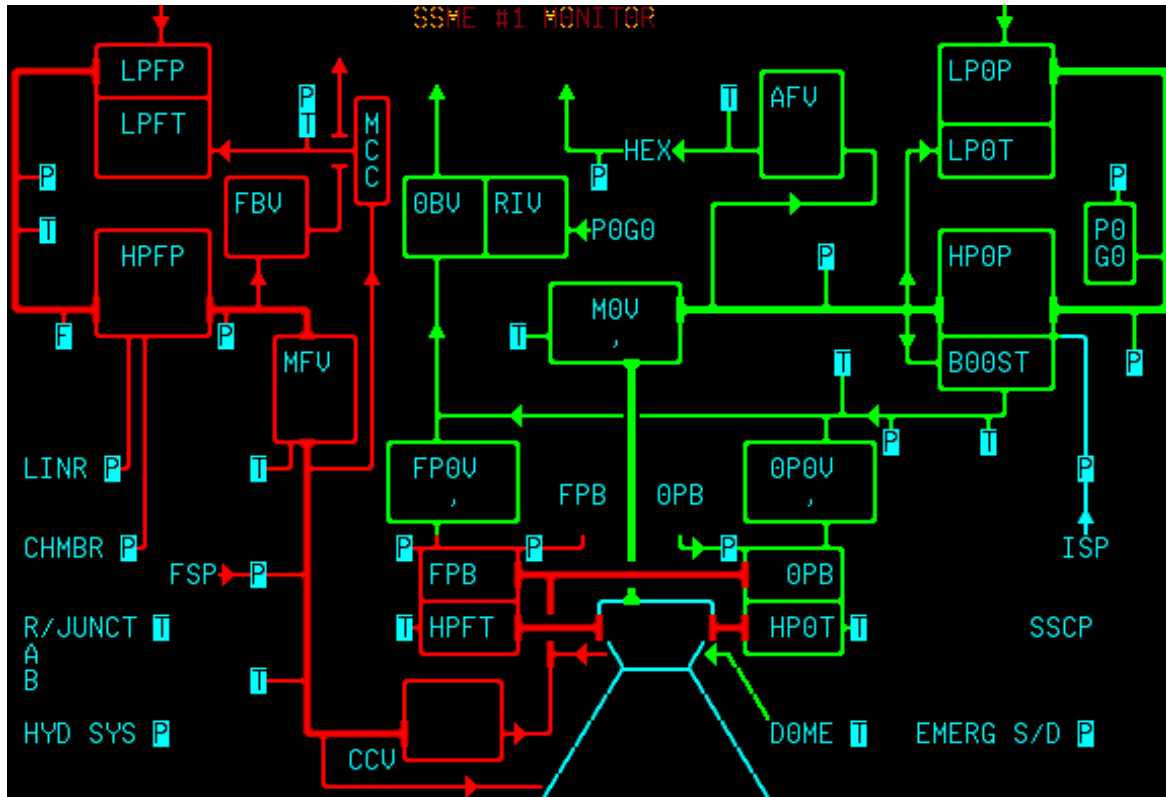 SSME #1 MONITOR
LPFP
LPFT
P
T
MCC
T
AFV
LPOP
LPOT
HEX
P
P
T
FBV
OBV
RIV
POGO
P
PO
GO
HPFP
HPOP
P
MOV
,
F
P
T
MFV
T
BOOST
P
P
T
LINR P
T
FPOV
,
FPB
OPB
OPOV
,
P
CHMBR P
P
P
P
ISP
FSP
P
FPB
OPB
R/JUNCT T
A
B
T
HPFT
HPOT
T
SSCP
T
HYD SYS P
CCV
DOME T
EMERG S/D P